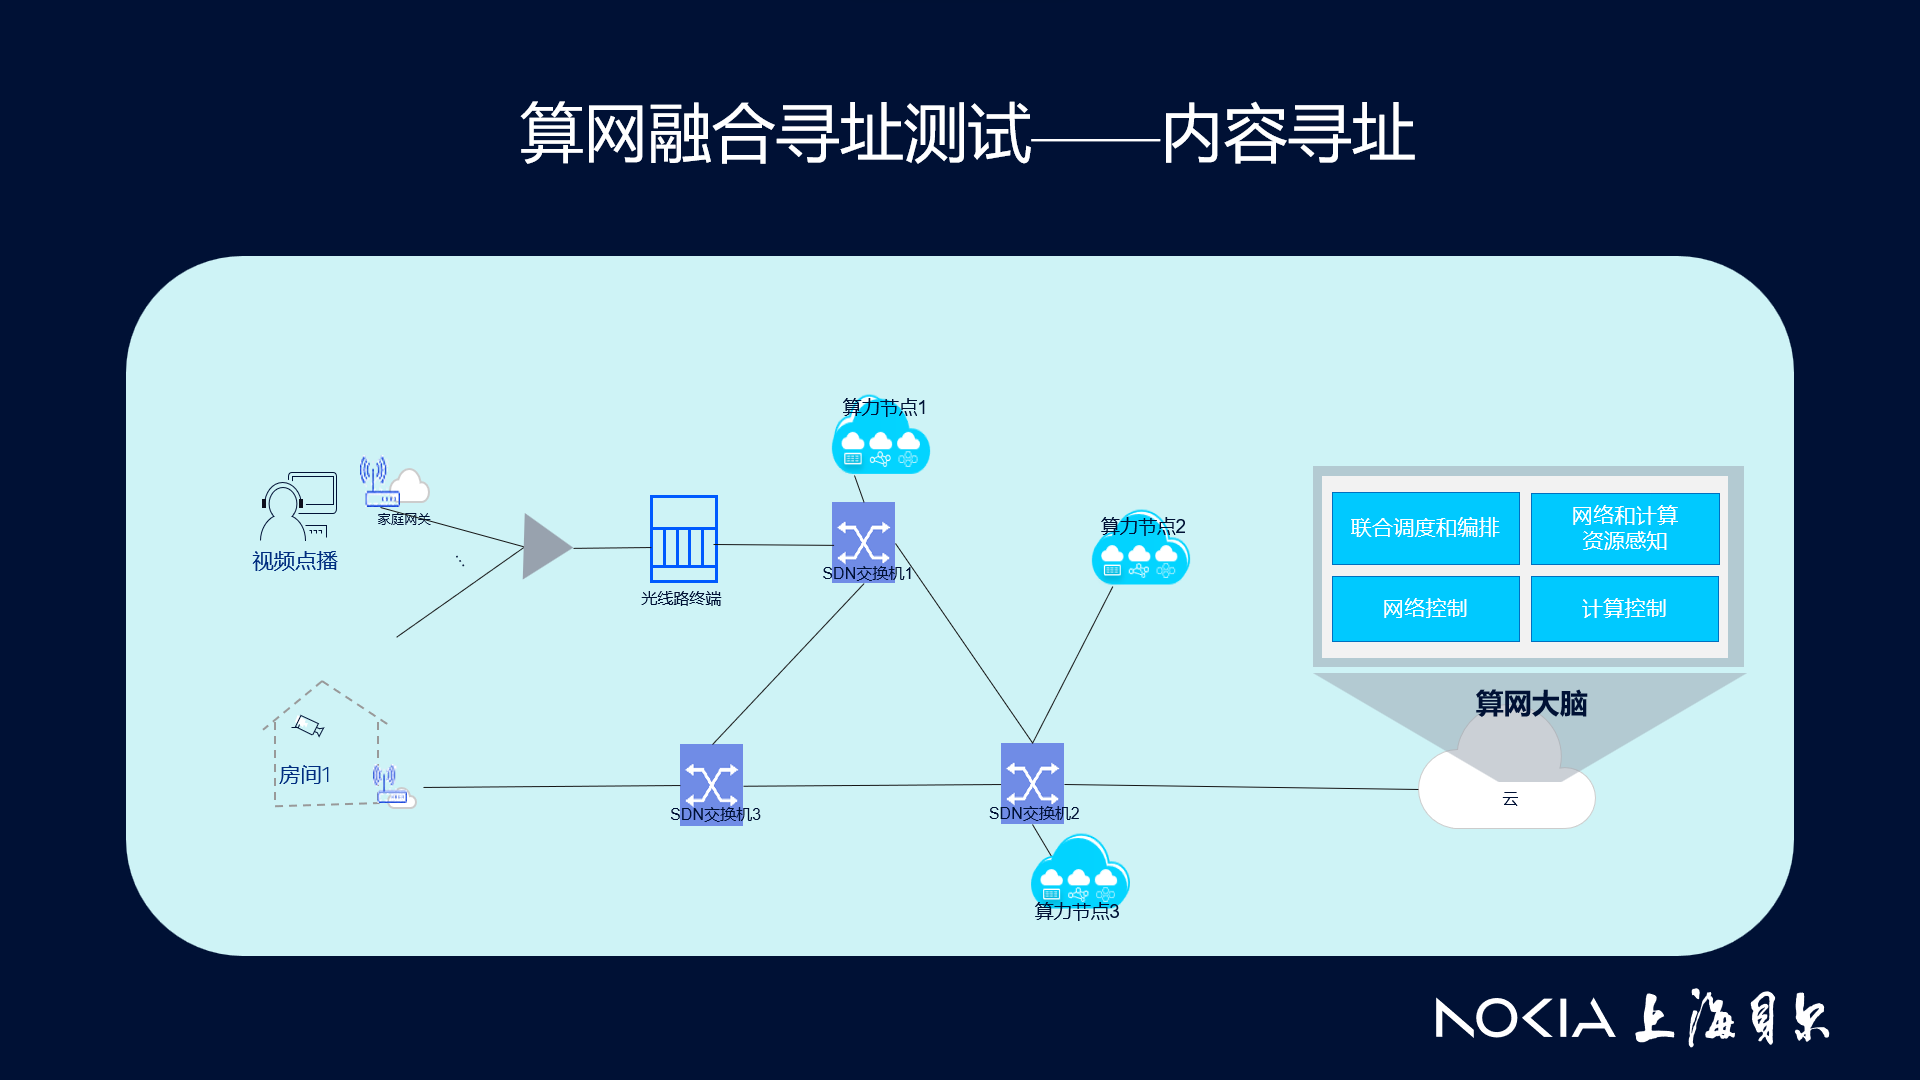 算网融合寻址测试——内容寻址
算力节点1
家庭网关
视频点播
光线路终端
SDN交换机1
算力节点2
联合调度和编排
网络和计算
资源感知
网络控制
计算控制
算网大脑
房间1
SDN交换机3
SDN交换机2
云
算力节点3
NOKIA 上海贝尔